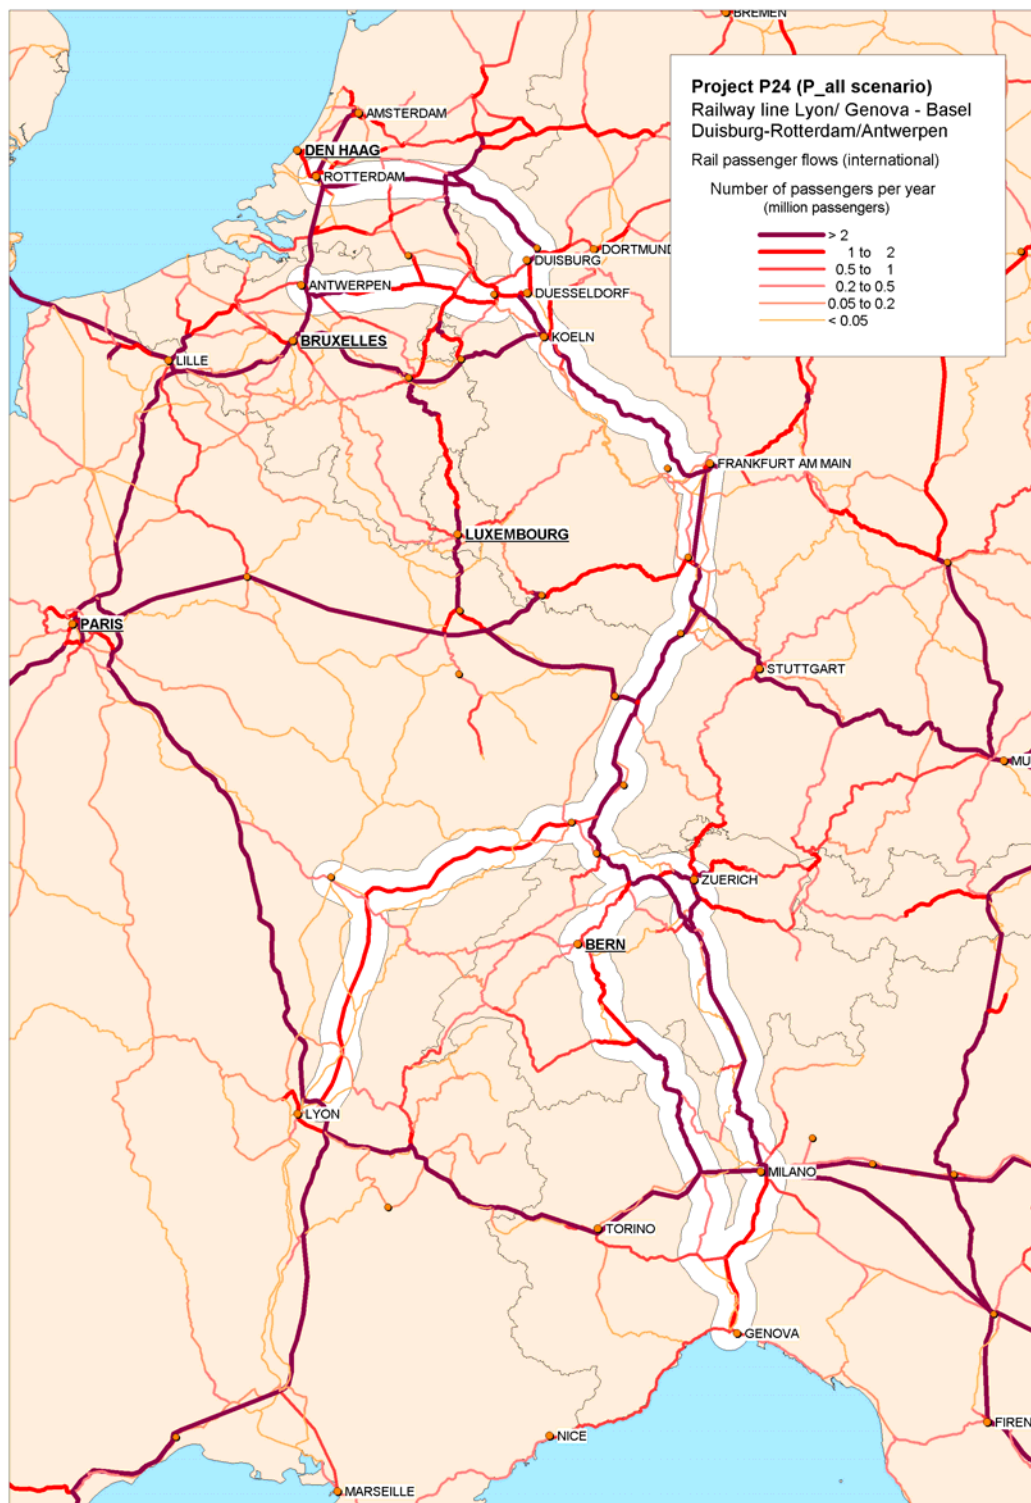 BREMEN
Project P24 (P_all scenario)
Railway line Lyon/ Genova - Basel
Duisburg-Rotterdam/Antwerpen
Rail passenger flows (international)
Number of passengers per year
(million passengers)
> 2
1 to 2
0.5 to 1
0.2 to 0.5
0.05 to 0.2
< 0.05
AMSTERDAM
DEN HAAG
ROTTERDAM
DORTMUND
DUISBURG
ANTWERPEN
DUESSELDORF
BRUXELLES
KOELN
LILLE
FRANKFURT AM MAIN
LUXEMBOURG
PARIS
STUTTGART
MU
ZUERICH
BERN
LYON
MILANO
TORINO
GENOVA
FIREN
NICE
MARSEILLE